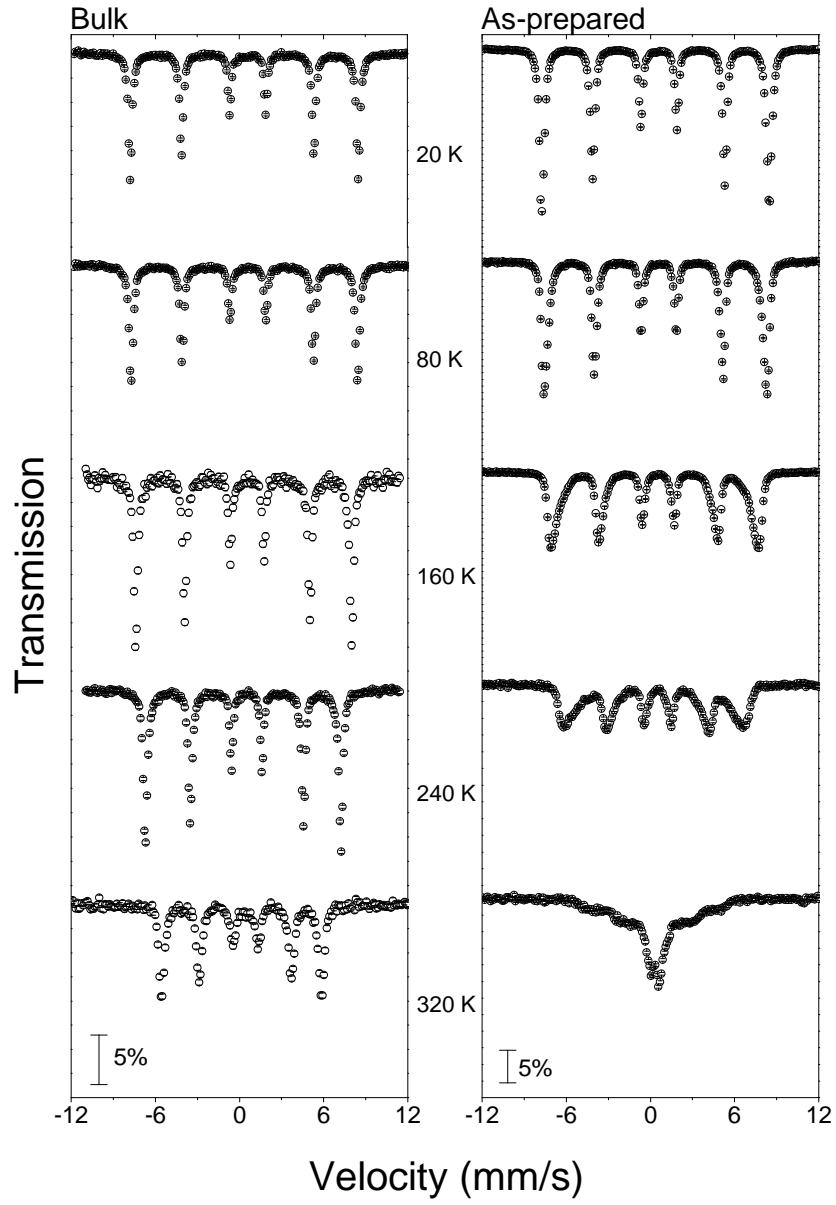 Bulk
As-prepared
20 K
80 K
160 K
240 K
320 K
Transmission
5%
5%
-12 -6 0 6 12
-12 -6 0 6 12
Velocity (mm/s)